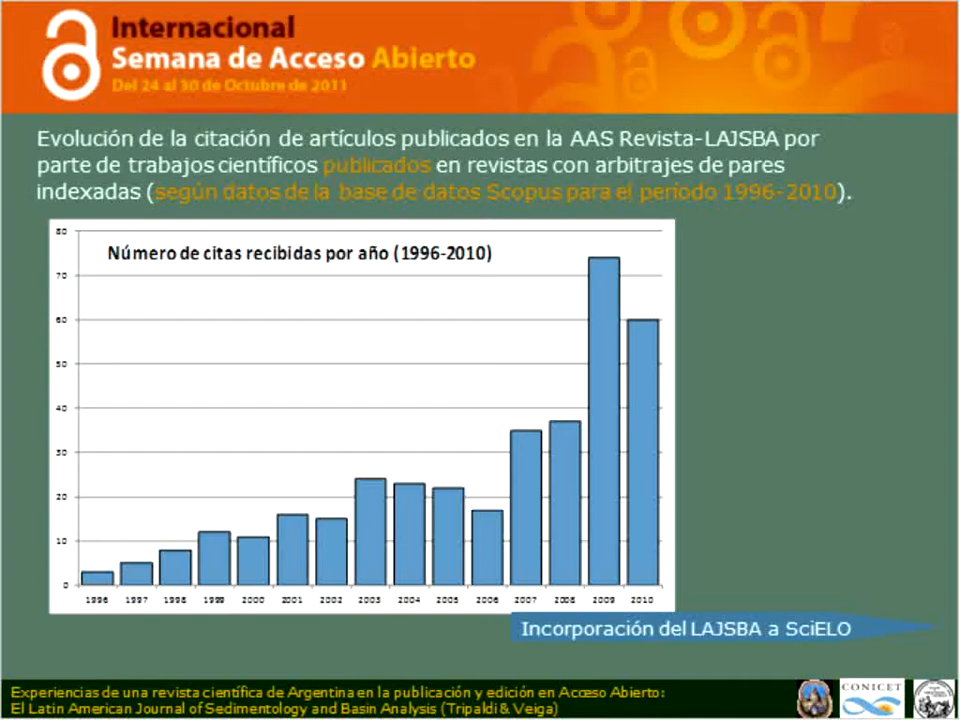 Internacional
Semana de Acceso Abierto
Del 24 al 30 de Octubre de 2011
Evolución de la citación de artículos publicados en la AAS Revista-LAJSBA por
parte de trabajos científicos publicados en revistas con arbitrajes de pares
indexadas (según datos de la base de datos Scopus para el período 1996-2010).
Número de citas recibidas por año (1996-2010)
80
70
60
50
40
30
20
10
0
1996 1997 1998 1999 2000 2001 2002 2003 2004 2005 2006 2007 2008 2009 2010
Incorporación del LAJSBA a SciELO
Experiencias de una revista científica de Argentina en la publicación y edición en Acceso Abierto:
El Latin American Journal of Sedimentology and Basin Analysis (Tripaldi & Veiga)
CONICET